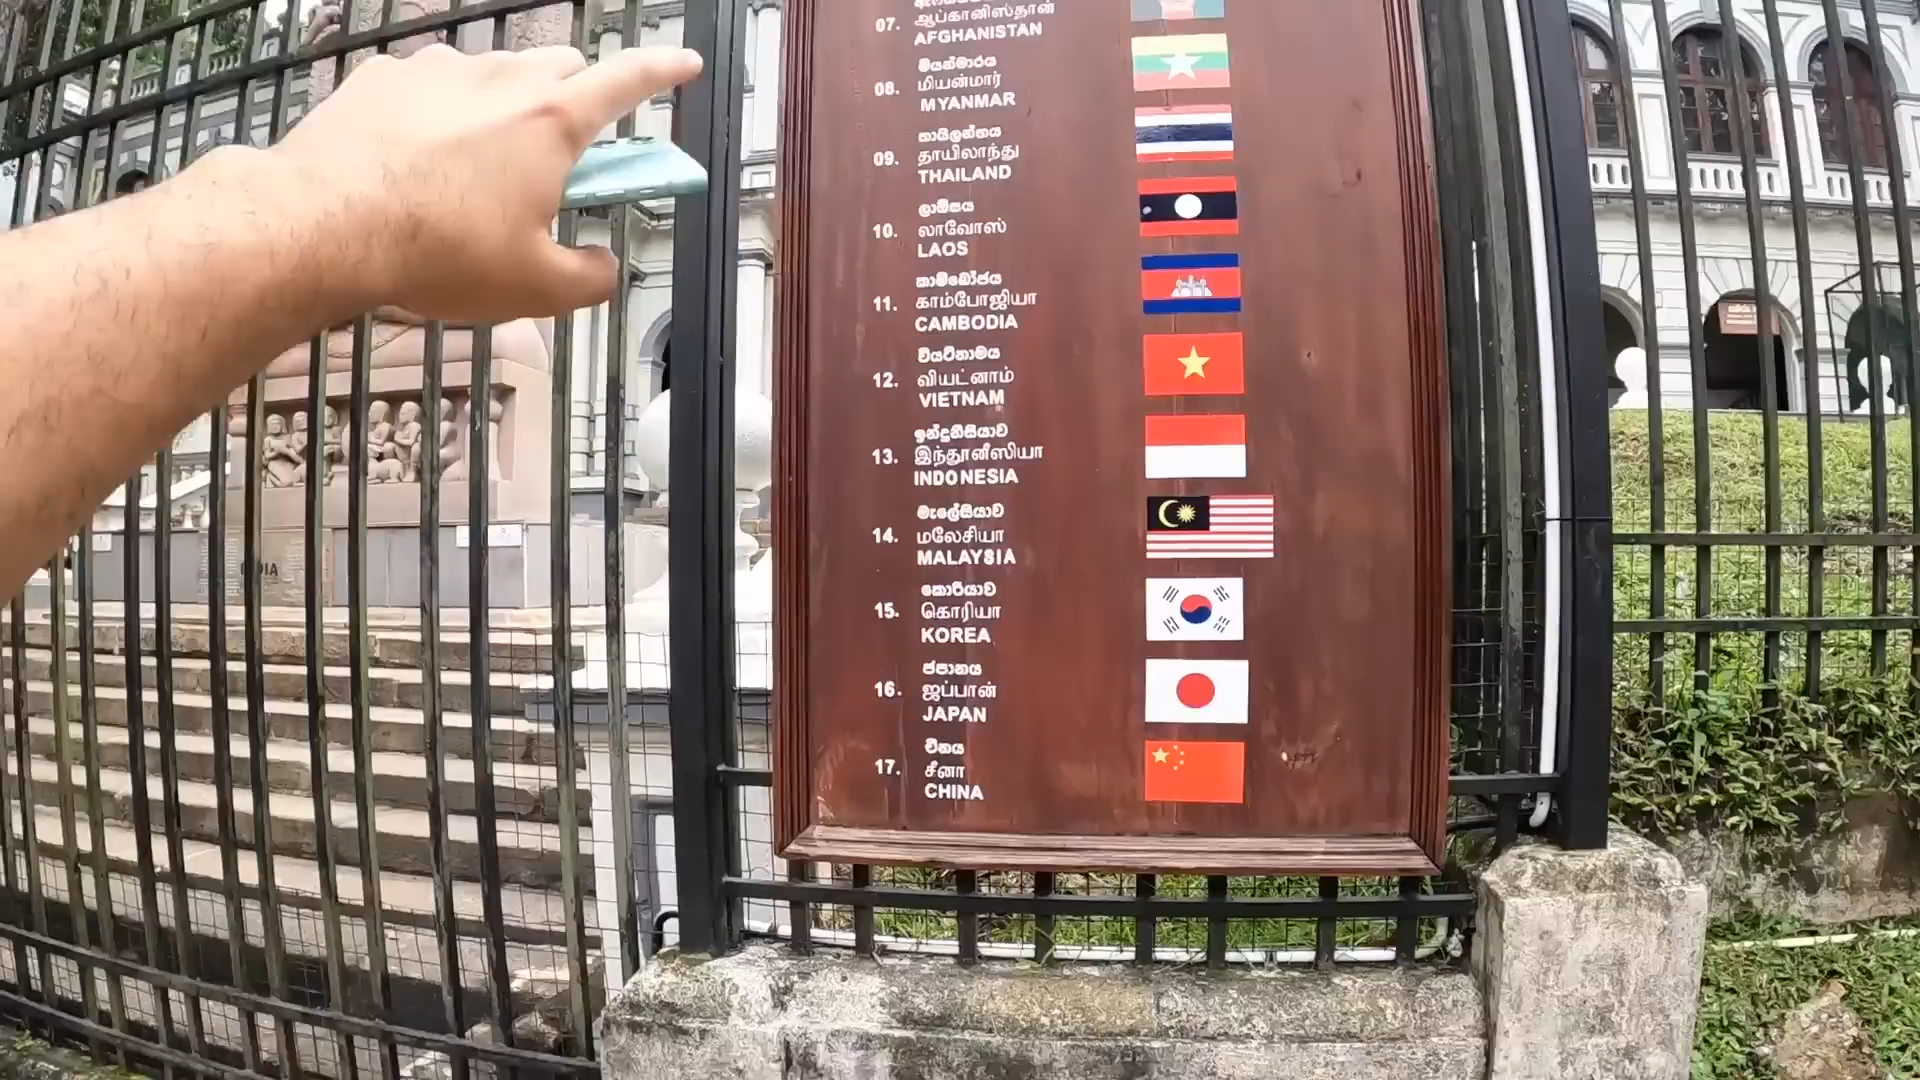 07.
ஆப்கானிஸ்தான்
AFGHANISTAN
මියන්මාරය
08. மியன்மார்
MYANMAR
තායිලන්තය
09. தாயிலாந்து
THAILAND
ලාඕසය
10. லாவோஸ்
LAOS
කාම්බෝජය
11. காம்போஜியா
CAMBODIA
වියට්නාමය
12. வியட்னாம்
VIETNAM
ඉන්දුනීසියාව
13. இந்தூனீஸியா
INDONESIA
මැලේසියාව
14. மலேசியா
MALAYSIA
කොරියාව
15. கொரியா
KOREA
ජපානය
16. ஜப்பான்
JAPAN
චීනය
17. சீனா
CHINA